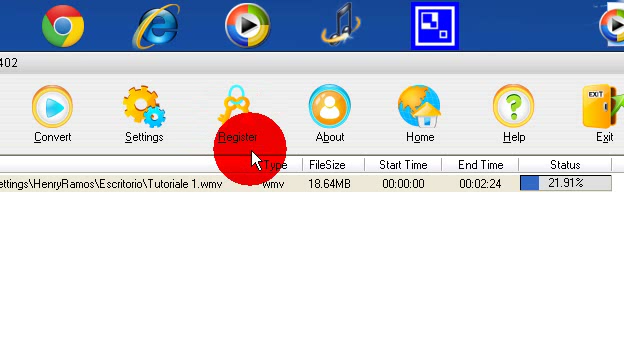 402
Convert Settings Register About Home Help EXIT Exit
Type FileSize Start Time End Time Status
ettings\HenryRamos\Escritorio\Tutoriale 1.wmv wmv 18.64MB 00:00:00 00:02:24 21.91%